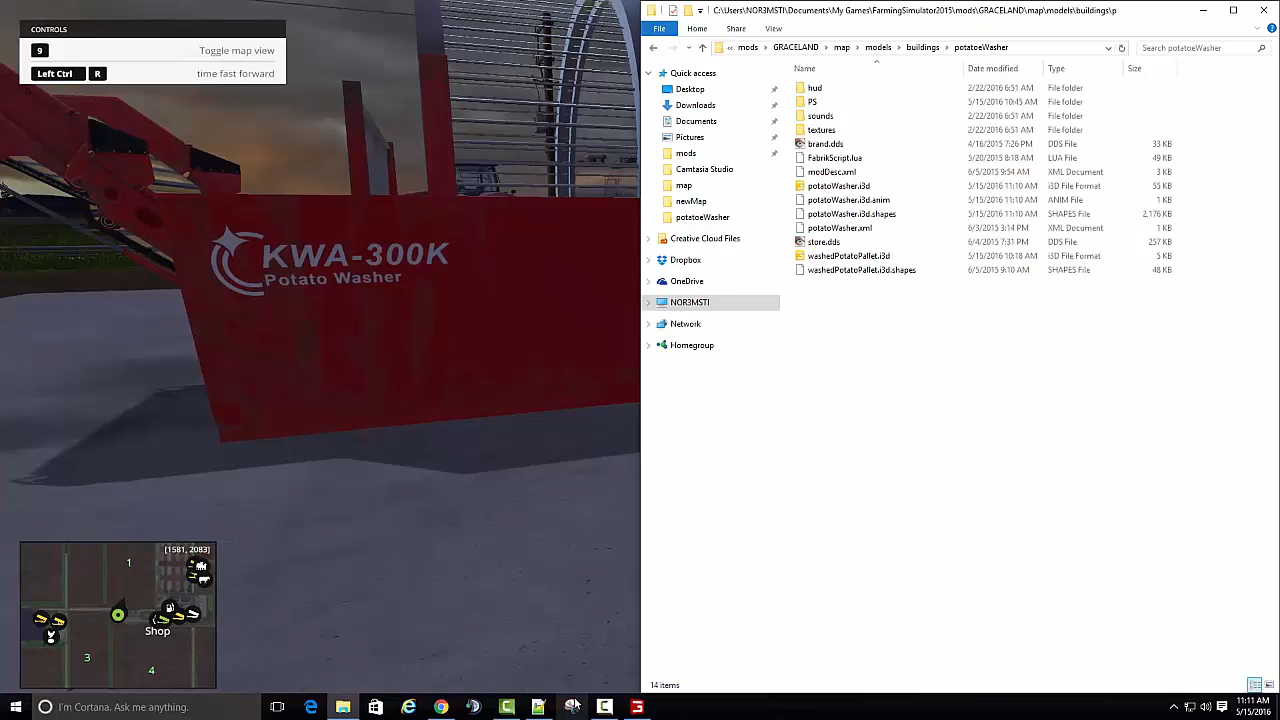 CONTROLS
9 Toggle map view
Left Ctrl R time fast forward
KWA-300K
Potato Washer
[1581, 2083]
1
Shop
3
4
C:\Users\NOR3MSTI\Documents\My Games\FarmingSimulator2015\mods\GRACELAND\map\models\buildings\p
File Home Share View
« mods GRACELAND map models buildings potatoeWasher
Search potatoeWasher
Quick access
Desktop
Downloads
Documents
Pictures
mods
Camtasia Studio
map
newMap
potatoeWasher
Creative Cloud Files
Dropbox
OneDrive
NOR3MSTI
Network
Homegroup
Name Date modified Type Size
hud 2/22/2016 6:51 AM File folder
PS 5/15/2016 10:45 AM File folder
sounds 2/22/2016 6:51 AM File folder
textures 2/22/2016 6:51 AM File folder
brand.dds 4/16/2015 7:26 PM DDS File 33 KB
FabrikScript.lua 5/20/2015 8:18 AM LUA File 49 KB
modDesc.xml 6/5/2015 9:54 AM XML Document 3 KB
potatoWasher.i3d 5/15/2016 11:10 AM i3D File Format 55 KB
potatoWasher.i3d.anim 5/15/2016 11:10 AM ANIM File 1 KB
potatoWasher.i3d.shapes 5/15/2016 11:10 AM SHAPES File 2,176 KB
potatoWasher.xml 6/3/2015 3:14 PM XML Document 1 KB
store.dds 6/4/2015 7:31 PM DDS File 257 KB
washedPotatoPallet.i3d 5/15/2016 10:18 AM i3D File Format 5 KB
washedPotatoPallet.i3d.shapes 6/5/2015 9:10 AM SHAPES File 48 KB
14 items
I'm Cortana. Ask me anything.
11:11 AM
5/15/2016